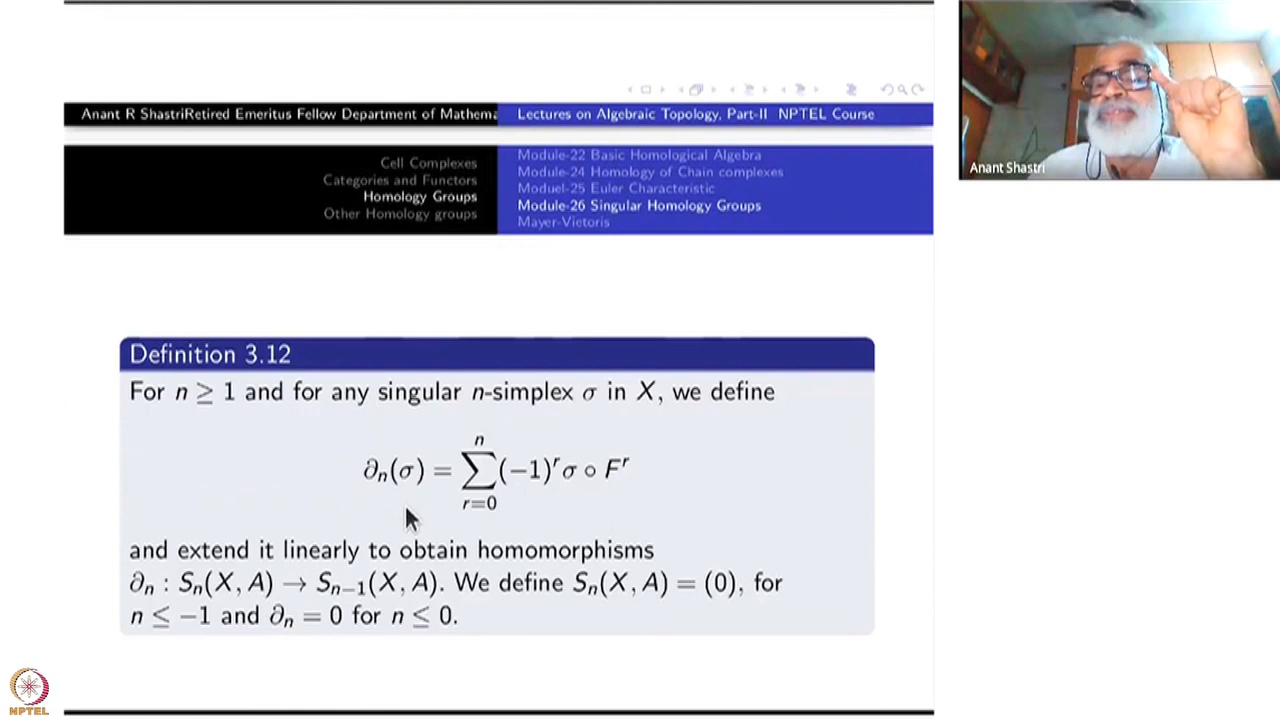 Anant R ShastriRetired Emeritus Fellow Department of Mathema
Lectures on Algebraic Topology, Part-II NPTEL Course
Cell Complexes
Categories and Functors
Homology Groups
Other Homology groups
Module-22 Basic Homological Algebra
Module-24 Homology of Chain complexes
Moduel-25 Euler Characteristic
Module-26 Singular Homology Groups
Mayer-Victoris
Anant Shastri
Definition 3.12
For n ≥ 1 and for any singular n-simplex σ in X, we define
∂ₙ(σ) = ∑_{r=0}^{n} (−1)^r σ ∘ F^r
and extend it linearly to obtain homomorphisms
∂ₙ : Sₙ(X, A) → Sₙ₋₁(X, A). We define Sₙ(X, A) = (0), for
n ≤ −1 and ∂ₙ = 0 for n ≤ 0.
NPTEL